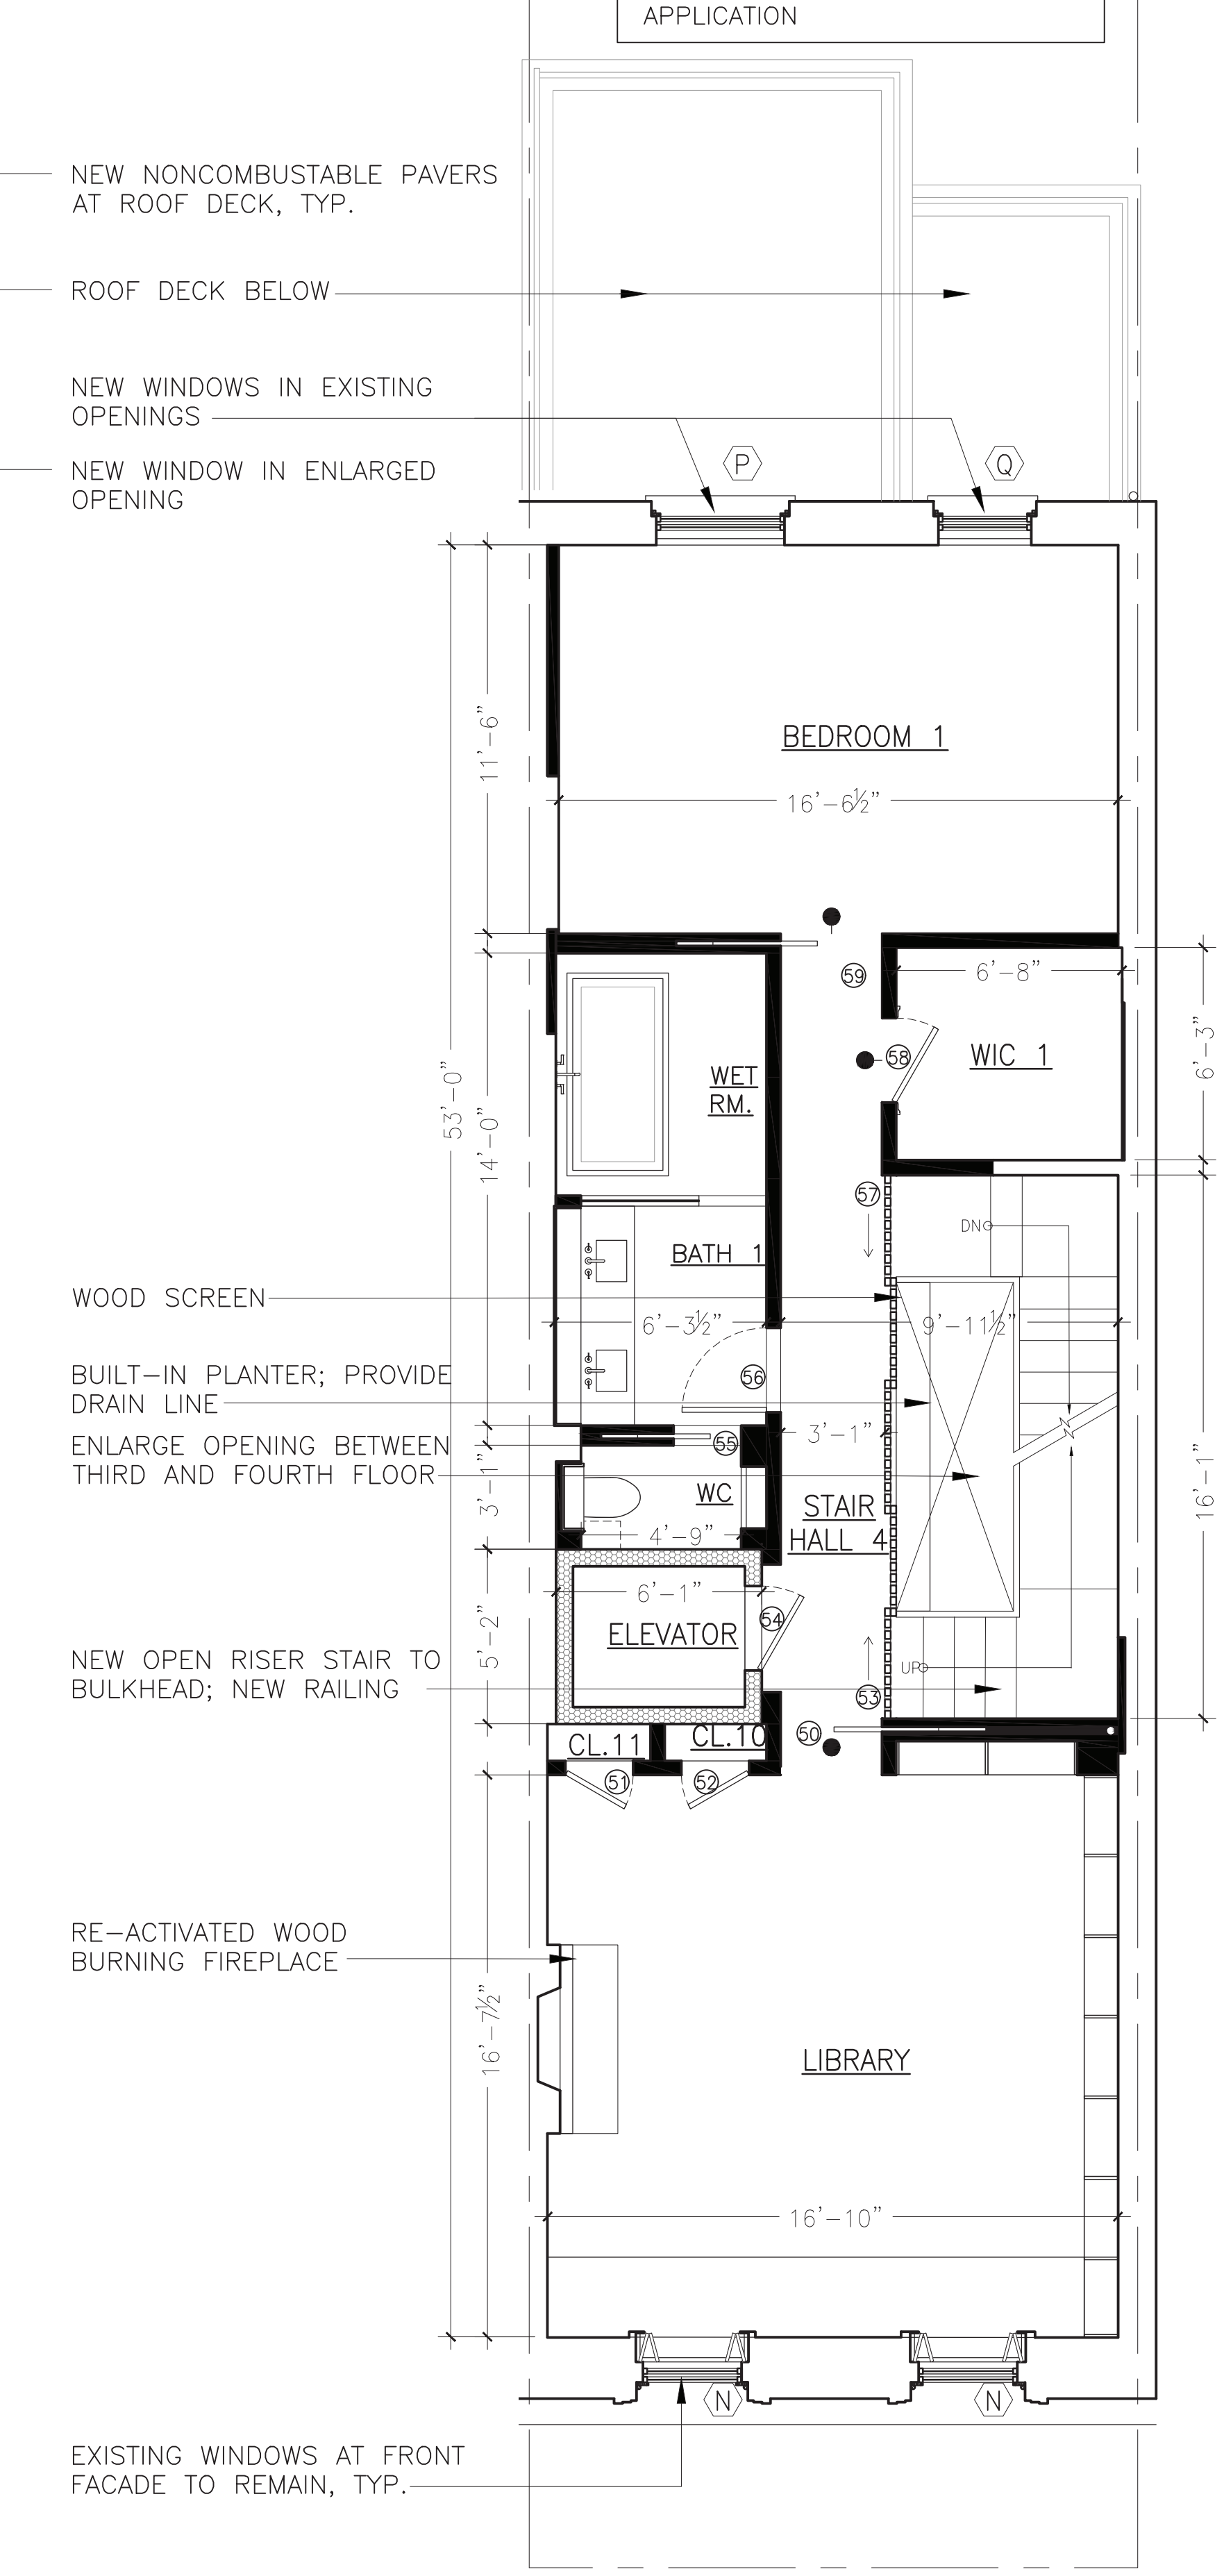 APPLICATION
NEW NONCOMBUSTABLE PAVERS
AT ROOF DECK, TYP.
ROOF DECK BELOW
NEW WINDOWS IN EXISTING
OPENINGS
NEW WINDOW IN ENLARGED
OPENING
P
Q
11'-6"
BEDROOM 1
16'-6½"
59
6'-8"
58
WIC 1
6'-3"
WET
RM.
53'-0"
14'-0"
57
DN
BATH 1
WOOD SCREEN
6'-3½"
9'-11½"
BUILT-IN PLANTER; PROVIDE
DRAIN LINE
56
3'-1"
ENLARGE OPENING BETWEEN
THIRD AND FOURTH FLOOR
55
3'-1"
WC
STAIR
HALL 4
16'-1"
4'-9"
6'-1"
54
ELEVATOR
5'-2"
NEW OPEN RISER STAIR TO
BULKHEAD; NEW RAILING
UP
53
CL.11
CL.10
50
51
52
RE-ACTIVATED WOOD
BURNING FIREPLACE
16'-7½"
LIBRARY
16'-10"
N
N
EXISTING WINDOWS AT FRONT
FACADE TO REMAIN, TYP.